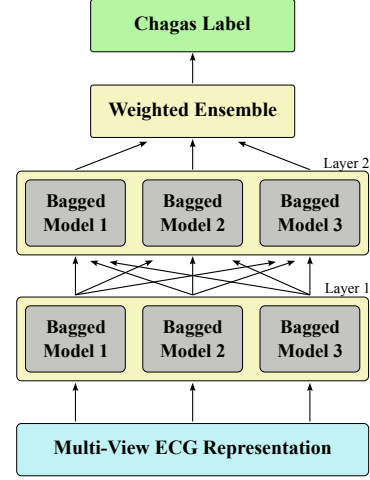 Chagas Label
Weighted Ensemble
Layer 2
Bagged
Model 1
Bagged
Model 2
Bagged
Model 3
Layer 1
Bagged
Model 1
Bagged
Model 2
Bagged
Model 3
Multi-View ECG Representation